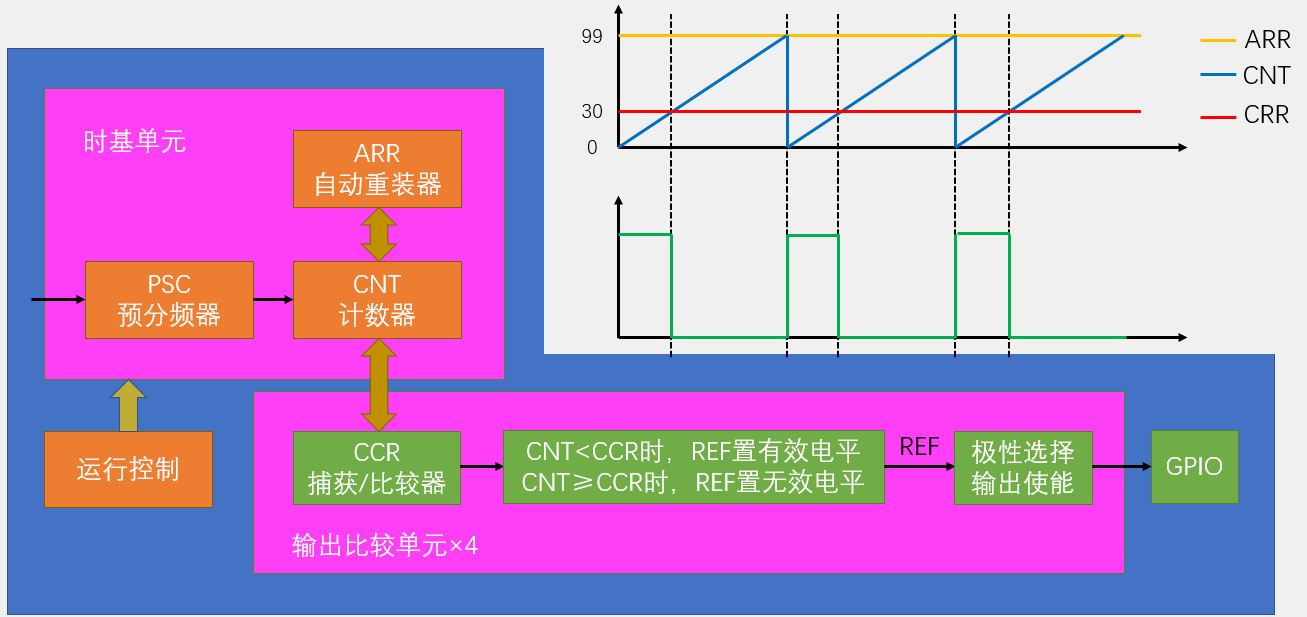 99
30
0
ARR
CNT
CRR
时基单元
ARR
自动重装器
PSC
预分频器
CNT
计数器
运行控制
CCR
捕获/比较器
CNT<CCR时，REF置有效电平
CNT≥CCR时，REF置无效电平
REF
极性选择
输出使能
GPIO
输出比较单元×4